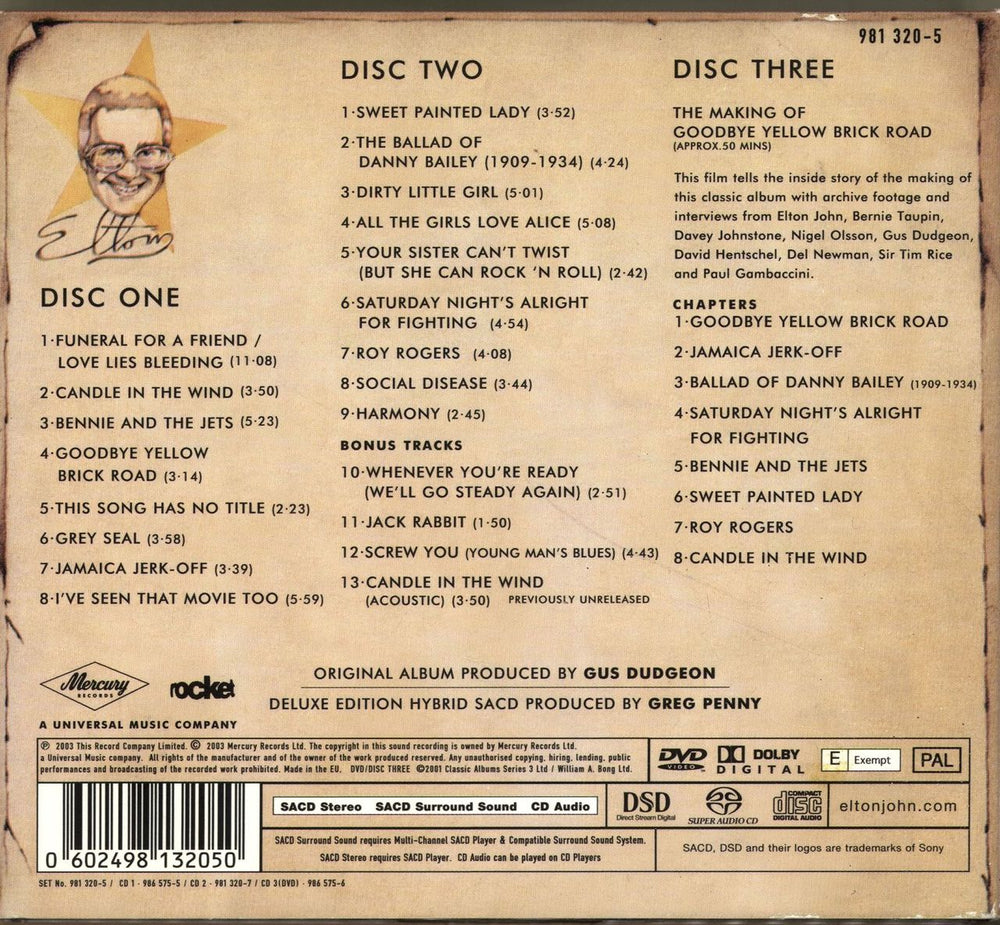 981 320-5
Elton
DISC ONE
1·FUNERAL FOR A FRIEND /
LOVE LIES BLEEDING (11·08)
2·CANDLE IN THE WIND (3·50)
3·BENNIE AND THE JETS (5·23)
4·GOODBYE YELLOW
BRICK ROAD (3·14)
5·THIS SONG HAS NO TITLE (2·23)
6·GREY SEAL (3·58)
7·JAMAICA JERK-OFF (3·39)
8·I'VE SEEN THAT MOVIE TOO (5·59)
DISC TWO
1·SWEET PAINTED LADY (3·52)
2·THE BALLAD OF
DANNY BAILEY (1909-1934) (4·24)
3·DIRTY LITTLE GIRL (5·01)
4·ALL THE GIRLS LOVE ALICE (5·08)
5·YOUR SISTER CAN'T TWIST
(BUT SHE CAN ROCK 'N ROLL) (2·42)
6·SATURDAY NIGHT'S ALRIGHT
FOR FIGHTING (4·54)
7·ROY ROGERS (4·08)
8·SOCIAL DISEASE (3·44)
9·HARMONY (2·45)
BONUS TRACKS
10·WHENEVER YOU'RE READY
(WE'LL GO STEADY AGAIN) (2·51)
11·JACK RABBIT (1·50)
12·SCREW YOU (YOUNG MAN'S BLUES) (4·43)
13·CANDLE IN THE WIND
(ACOUSTIC) (3·50) PREVIOUSLY UNRELEASED
DISC THREE
THE MAKING OF
GOODBYE YELLOW BRICK ROAD
(APPROX.50 MINS)
This film tells the inside story of the making of
this classic album with archive footage and
interviews from Elton John, Bernie Taupin,
Davey Johnstone, Nigel Olsson, Gus Dudgeon,
David Hentschel, Del Newman, Sir Tim Rice
and Paul Gambaccini.
CHAPTERS
1·GOODBYE YELLOW BRICK ROAD
2·JAMAICA JERK-OFF
3·BALLAD OF DANNY BAILEY (1909-1934)
4·SATURDAY NIGHT'S ALRIGHT
FOR FIGHTING
5·BENNIE AND THE JETS
6·SWEET PAINTED LADY
7·ROY ROGERS
8·CANDLE IN THE WIND
Mercury
RECORDS
rocket
A UNIVERSAL MUSIC COMPANY
ORIGINAL ALBUM PRODUCED BY GUS DUDGEON
DELUXE EDITION HYBRID SACD PRODUCED BY GREG PENNY
℗ 2003 This Record Company Limited. © 2003 Mercury Records Ltd. The copyright in this sound recording is owned by Mercury Records Ltd.
a Universal Music company. All rights of the manufacturer and of the owner of the work produced reserved. Any unauthorised copying, hiring, lending, public
performances and broadcasting of the recorded work prohibited. Made in the EU. DVD/DISC THREE ©2001 Classic Albums Series 3 Ltd / William A. Bong Ltd.
DVD VIDEO
DOLBY DIGITAL
E Exempt
PAL
SACD Stereo SACD Surround Sound CD Audio
DSD
Direct Stream Digital
SUPER AUDIO CD
COMPACT disc DIGITAL AUDIO
eltonjohn.com
SACD Surround Sound requires Multi-Channel SACD Player & Compatible Surround Sound System.
SACD Stereo requires SACD Player. CD Audio can be played on CD Players
SACD, DSD and their logos are trademarks of Sony
0 602498 132050
SET No. 981 320-5 / CD 1 · 986 575-5 / CD 2 · 981 320-7 / CD 3(DVD) · 986 575-6